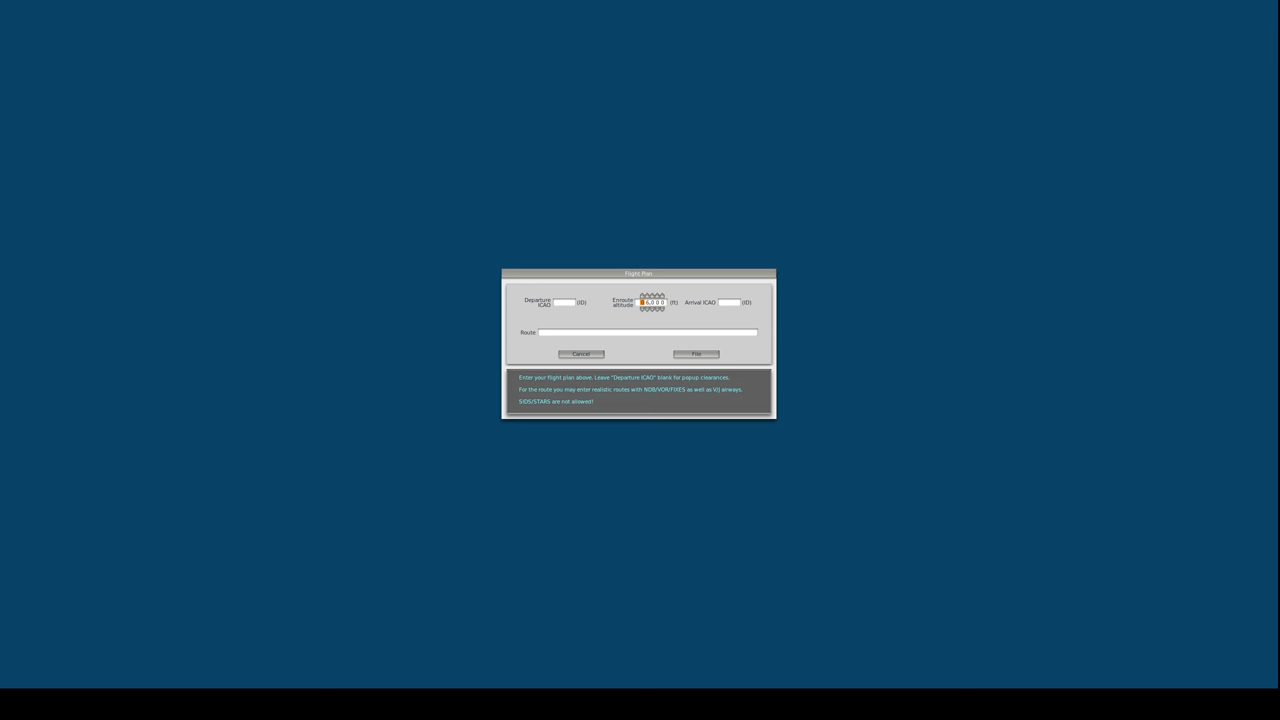 Flight Plan
Departure ICAO (ID)
Enroute altitude 6,000 (ft)
Arrival ICAO (ID)
Route
Cancel
File
Enter your flight plan above. Leave "Departure ICAO" blank for popup clearances.
For the route you may enter realistic routes with NDB/VOR/FIXES as well as V/J airways.
SIDS/STARS are not allowed!